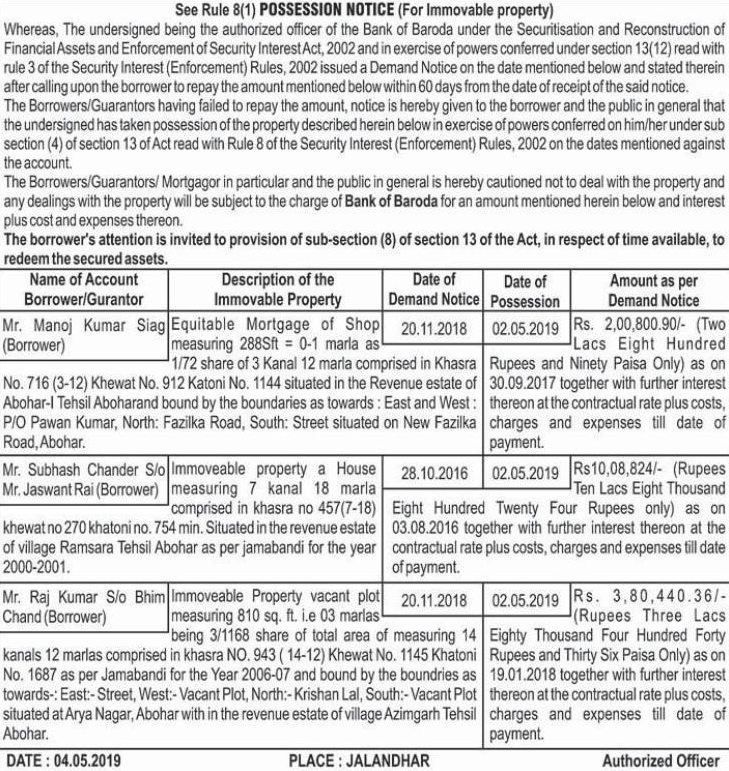 See Rule 8(1) POSSESSION NOTICE (For Immovable property)
Whereas, The undersigned being the authorized officer of the Bank of Baroda under the Securitisation and Reconstruction of
Financial Assets and Enforcement of Security Interest Act, 2002 and in exercise of powers conferred under section 13(12) read with
rule 3 of the Security Interest (Enforcement) Rules, 2002 issued a Demand Notice on the date mentioned below and stated therein
after calling upon the borrower to repay the amount mentioned below within 60 days from the date of receipt of the said notice.
The Borrowers/Guarantors having failed to repay the amount, notice is hereby given to the borrower and the public in general that
the undersigned has taken possession of the property described herein below in exercise of powers conferred on him/her under sub
section (4) of section 13 of Act read with Rule 8 of the Security Interest (Enforcement) Rules, 2002 on the dates mentioned against
the account.
The Borrowers/Guarantors/ Mortgagor in particular and the public in general is hereby cautioned not to deal with the property and
any dealings with the property will be subject to the charge of Bank of Baroda for an amount mentioned herein below and interest
plus cost and expenses thereon.
The borrower's attention is invited to provision of sub-section (8) of section 13 of the Act, in respect of time available, to
redeem the secured assets.
Name of Account Borrower/Gurantor
Description of the Immovable Property
Date of Demand Notice
Date of Possession
Amount as per Demand Notice
Mr. Manoj Kumar Siag
(Borrower)
Equitable Mortgage of Shop
measuring 288Sft = 0-1 marla as
1/72 share of 3 Kanal 12 marla comprised in Khasra
No. 716 (3-12) Khewat No. 912 Katoni No. 1144 situated in the Revenue estate of
Abohar-I Tehsil Aboharand bound by the boundaries as towards : East and West :
P/O Pawan Kumar, North: Fazilka Road, South: Street situated on New Fazilka
Road, Abohar.
20.11.2018
02.05.2019
Rs. 2,00,800.90/- (Two
Lacs Eight Hundred
Rupees and Ninety Paisa Only) as on
30.09.2017 together with further interest
thereon at the contractual rate plus costs,
charges and expenses till date of
payment.
Mr. Subhash Chander S/o
Mr. Jaswant Rai (Borrower)
Immoveable property a House
measuring 7 kanal 18 marla
comprised in khasra no 457(7-18)
khewat no 270 khatoni no. 754 min. Situated in the revenue estate
of village Ramsara Tehsil Abohar as per jamabandi for the year
2000-2001.
28.10.2016
02.05.2019
Rs10,08,824/- (Rupees
Ten Lacs Eight Thousand
Eight Hundred Twenty Four Rupees only) as on
03.08.2016 together with further interest thereon at the
contractual rate plus costs, charges and expenses till date
of payment.
Mr. Raj Kumar S/o Bhim
Chand (Borrower)
Immoveable Property vacant plot
measuring 810 sq. ft. i.e 03 marlas
being 3/1168 share of total area of measuring 14
kanals 12 marlas comprised in khasra NO. 943 ( 14-12) Khewat No. 1145 Khatoni
No. 1687 as per Jamabandi for the Year 2006-07 and bound by the boundries as
towards-: East:- Street, West:- Vacant Plot, North:- Krishan Lal, South:- Vacant Plot
situated at Arya Nagar, Abohar with in the revenue estate of village Azimgarh Tehsil
Abohar.
20.11.2018
02.05.2019
Rs. 3,80,440.36/-
(Rupees Three Lacs
Eighty Thousand Four Hundred Forty
Rupees and Thirty Six Paisa Only) as on
19.01.2018 together with further interest
thereon at the contractual rate plus costs,
charges and expenses till date of
payment.
DATE : 04.05.2019 PLACE : JALANDHAR Authorized Officer